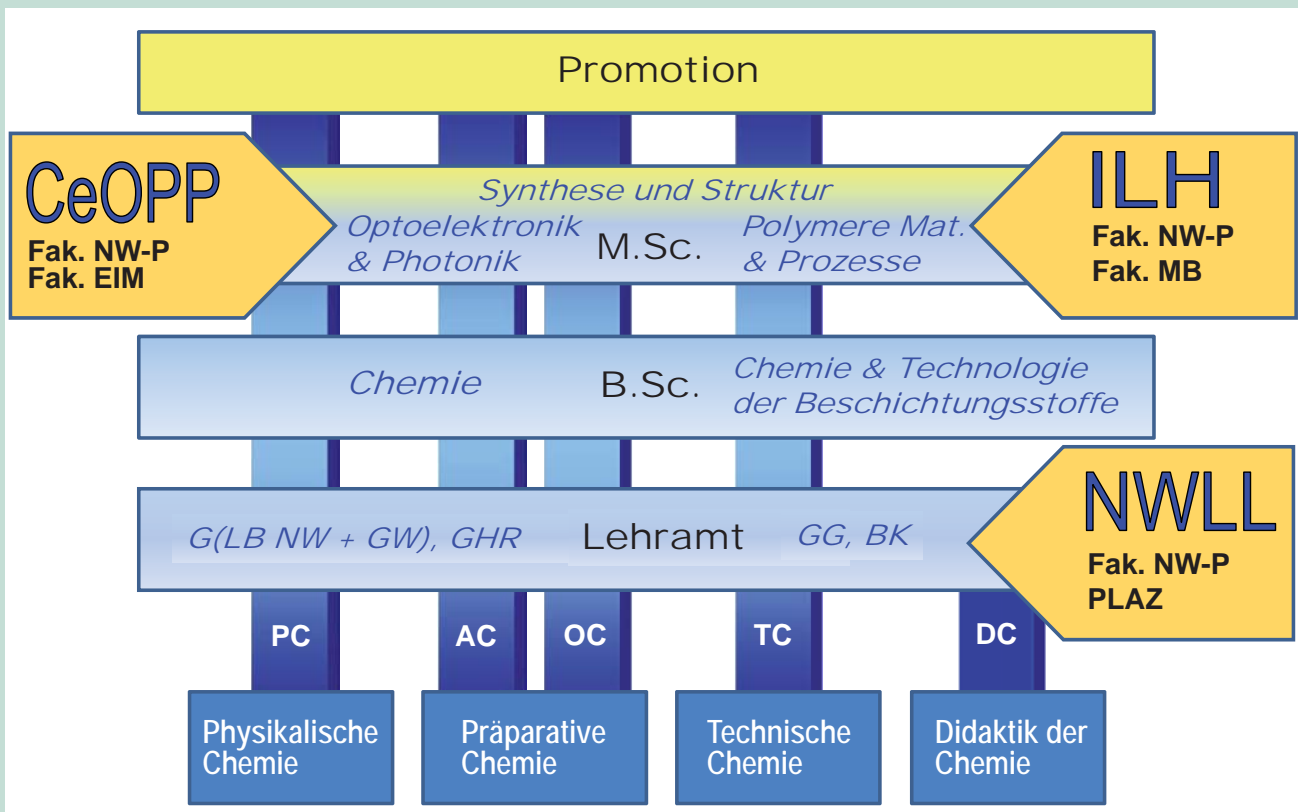 Promotion
CeOPP
Fak. NW-P
Fak. EIM
Synthese und Struktur
Optoelektronik
& Photonik
M.Sc.
Polymere Mat.
& Prozesse
ILH
Fak. NW-P
Fak. MB
Chemie
B.Sc.
Chemie & Technologie
der Beschichtungsstoffe
G(LB NW + GW), GHR
Lehramt
GG, BK
NWLL
Fak. NW-P
PLAZ
PC
AC
OC
TC
DC
Physikalische
Chemie
Präparative
Chemie
Technische
Chemie
Didaktik der
Chemie